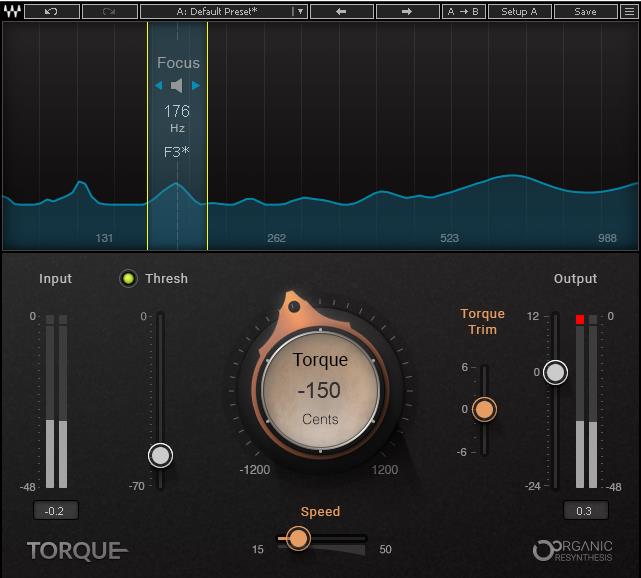 A: Default Preset*
A → B
Setup A
Save
Focus
176
Hz
F3*
131
262
523
988
Input
Thresh
Output
0
0
12
0
Torque
Trim
6
0
-6
0
Torque
-150
Cents
-1200
1200
-48
-70
-24
-48
-0.2
0.3
Speed
15
50
TORQUE
ORGANIC
RESYNTHESIS